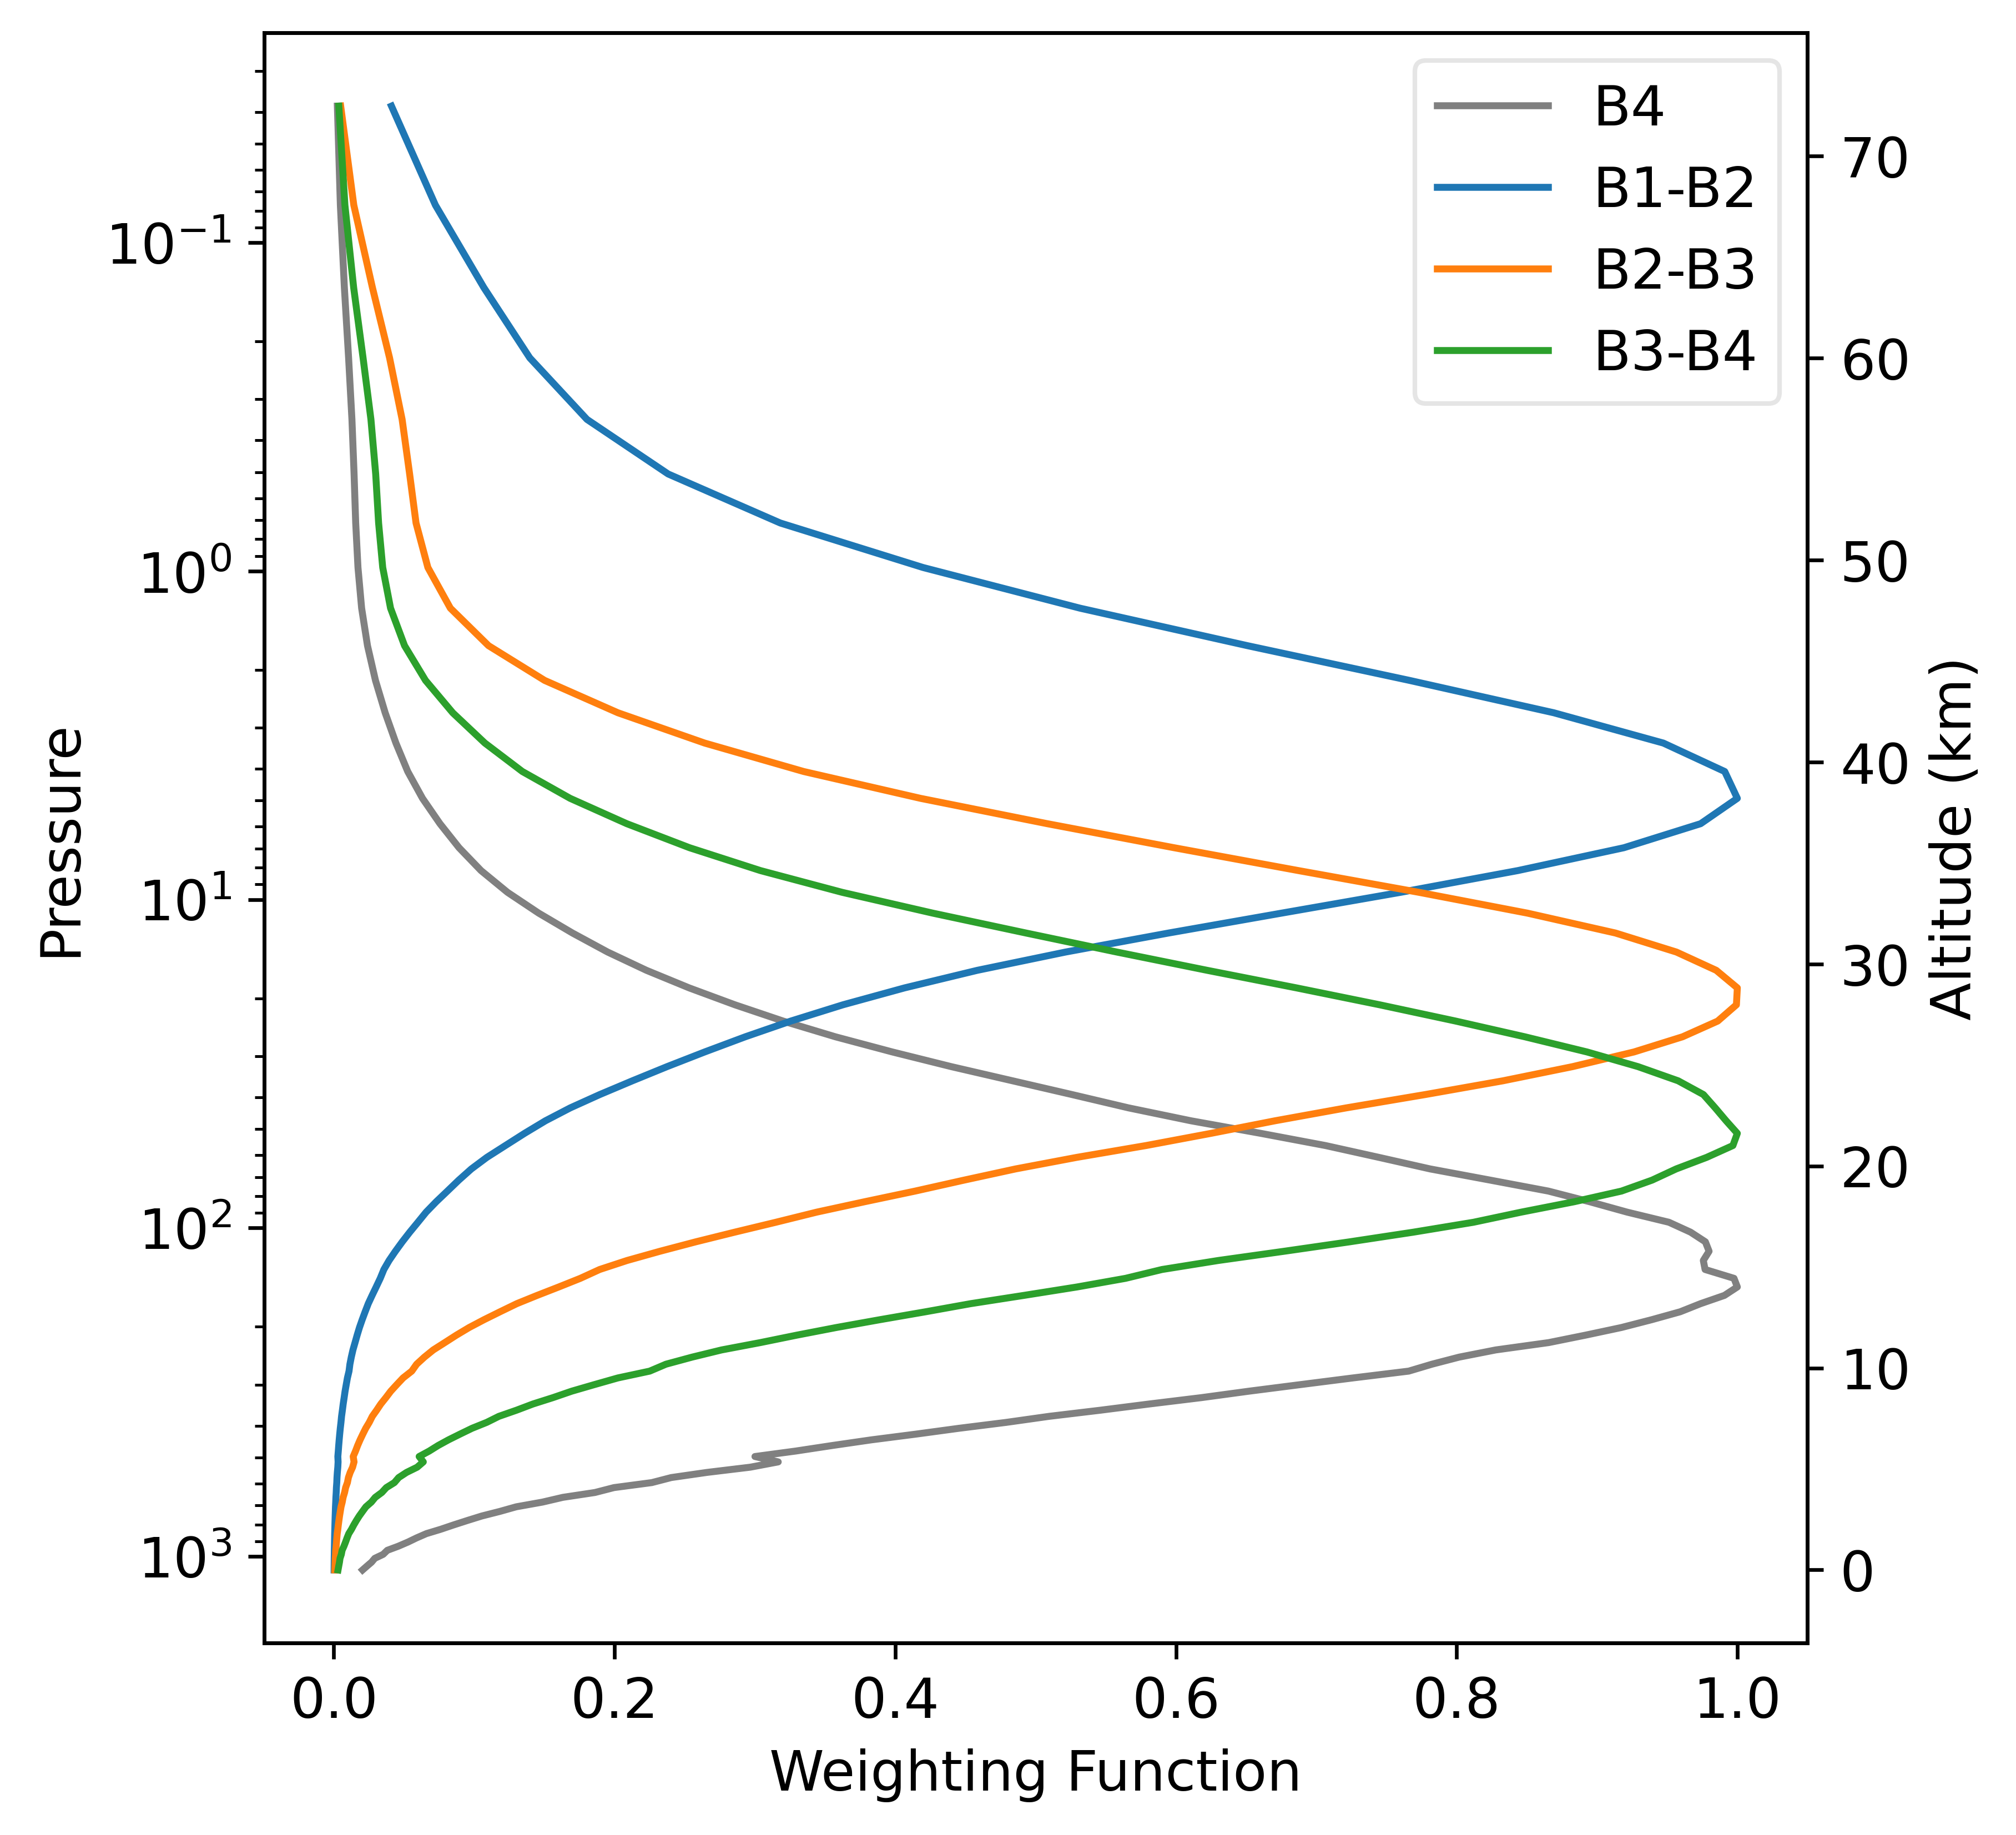 B4
B1-B2
B2-B3
B3-B4
10⁻¹
10⁰
10¹
10²
10³
Pressure
70
60
50
40
30
20
10
0
Altitude (km)
0.0 0.2 0.4 0.6 0.8 1.0
Weighting Function